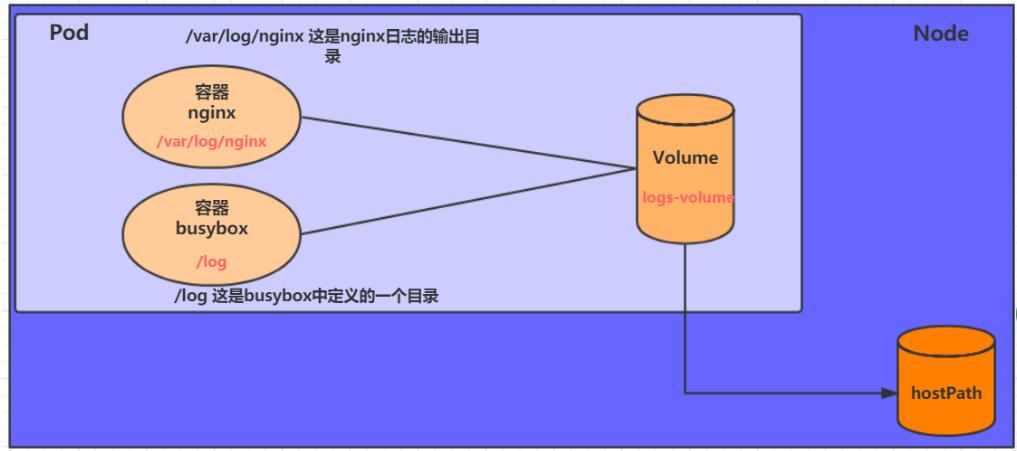 Pod
/var/log/nginx 这是nginx日志的输出目
录
Node
容器
nginx
/var/log/nginx
Volume
logs-volume
容器
busybox
/log
/log 这是busybox中定义的一个目录
hostPath